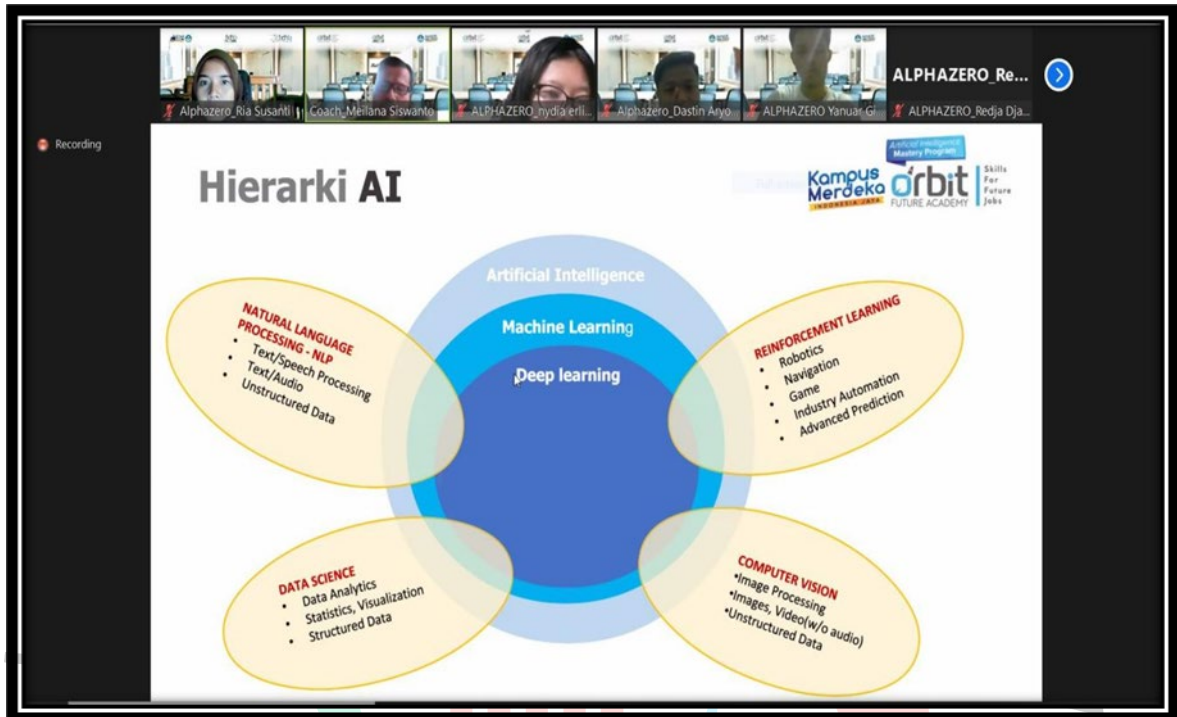 ALPHAZERO_Re...
Alphazero_Ria Susanti
Coach_Meilana Siswanto
ALPHAZERO_nydia erli...
Alphazero_Dastin Aryo
ALPHAZERO Yanuar Gi
ALPHAZERO_Redja Dja...
Recording
Hierarki AI
Kampus
Merdeka
INDONESIA JAYA
Artificial Intelligence
Mastery Program
orbit
FUTURE ACADEMY
Skills
For
Future
Jobs
Artificial Intelligence
Machine Learning
Deep learning
NATURAL LANGUAGE
PROCESSING - NLP
• Text/Speech Processing
• Text/Audio
• Unstructured Data
REINFORCEMENT LEARNING
• Robotics
• Navigation
• Game
• Industry Automation
• Advanced Prediction
DATA SCIENCE
• Data Analytics
• Statistics, Visualization
• Structured Data
COMPUTER VISION
•Image Processing
•Images, Video(w/o audio)
•Unstructured Data